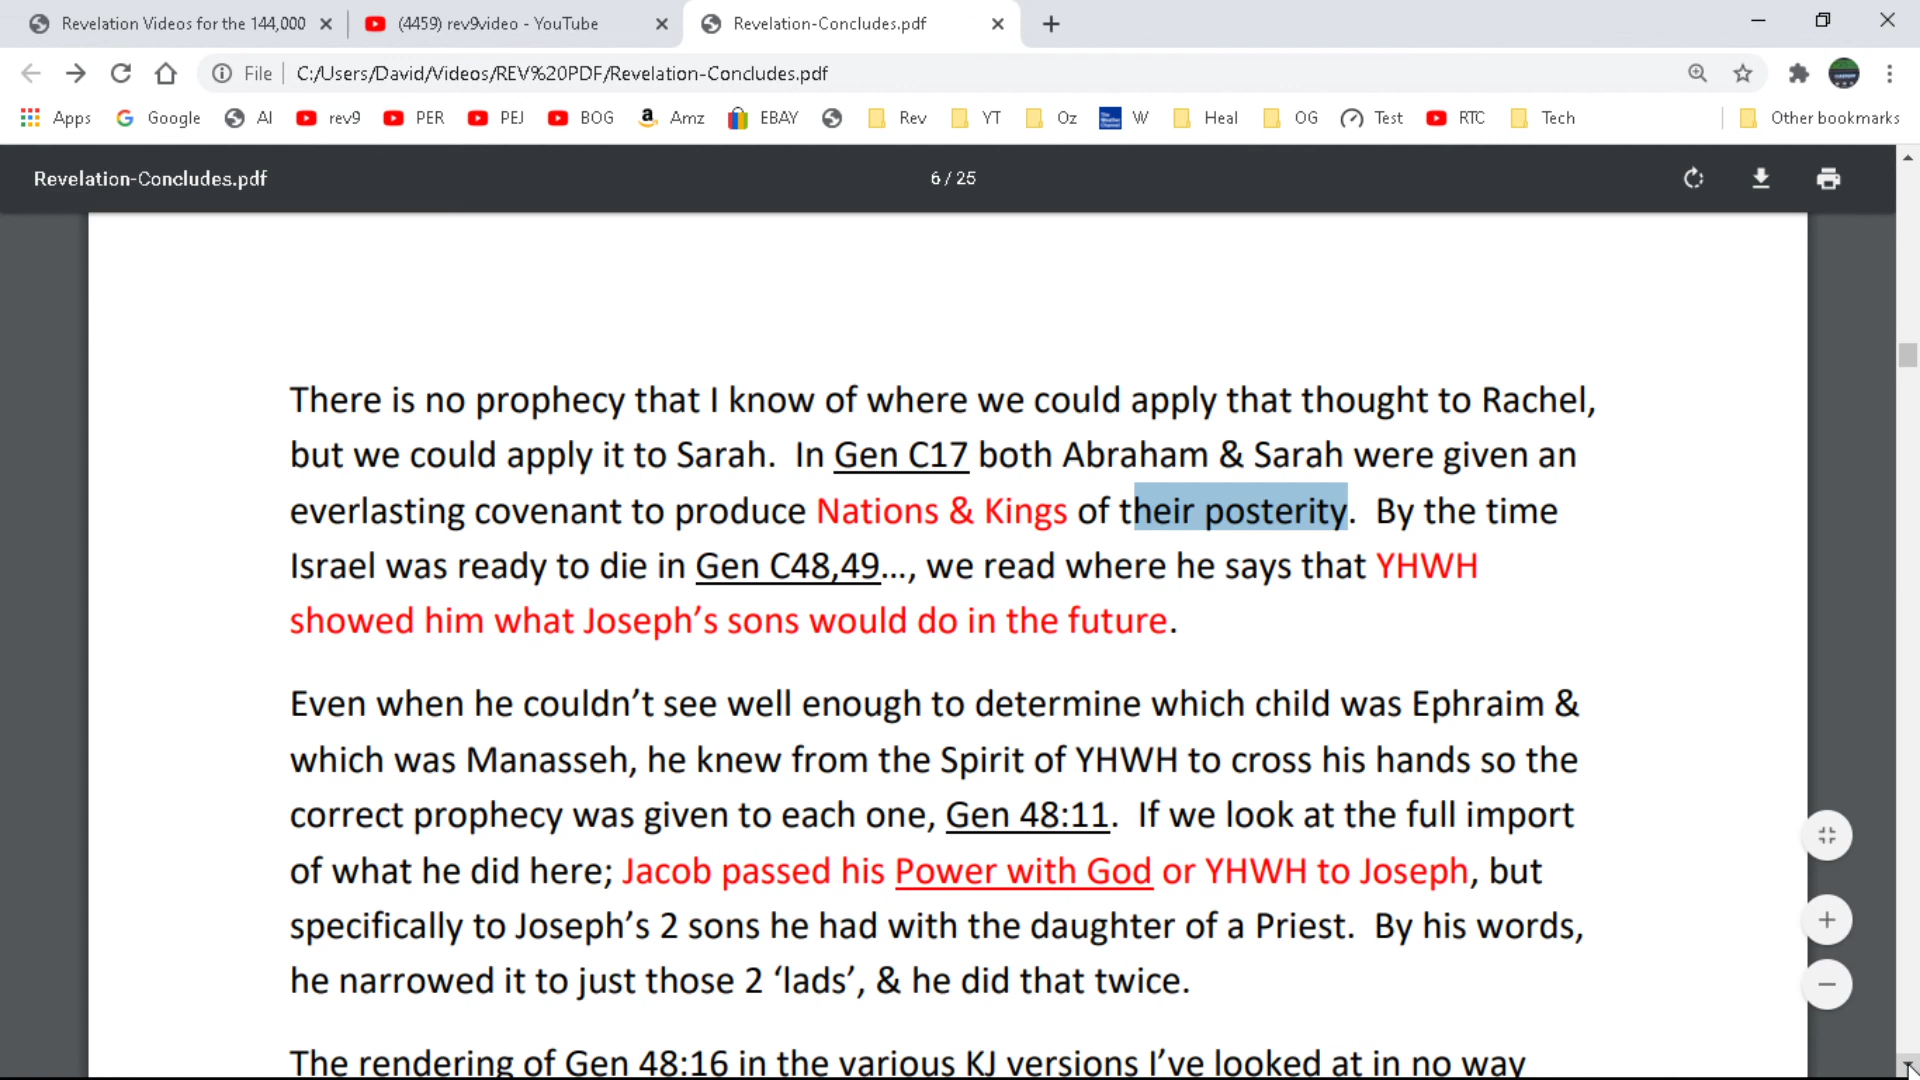 Revelation Videos for the 144,000
(4459) rev9video - YouTube
Revelation-Concludes.pdf
File
C:/Users/David/Videos/REV%20PDF/Revelation-Concludes.pdf
Apps Google AI rev9 PER PEJ BOG Amz EBAY Rev YT Oz W Heal OG Test RTC Tech Other bookmarks
Revelation-Concludes.pdf
6 / 25
There is no prophecy that I know of where we could apply that thought to Rachel,
but we could apply it to Sarah. In Gen C17 both Abraham & Sarah were given an
everlasting covenant to produce Nations & Kings of their posterity. By the time
Israel was ready to die in Gen C48,49…, we read where he says that YHWH
showed him what Joseph’s sons would do in the future.
Even when he couldn’t see well enough to determine which child was Ephraim &
which was Manasseh, he knew from the Spirit of YHWH to cross his hands so the
correct prophecy was given to each one, Gen 48:11. If we look at the full import
of what he did here; Jacob passed his Power with God or YHWH to Joseph, but
specifically to Joseph’s 2 sons he had with the daughter of a Priest. By his words,
he narrowed it to just those 2 ‘lads’, & he did that twice.
The rendering of Gen 48:16 in the various KJ versions I’ve looked at in no way